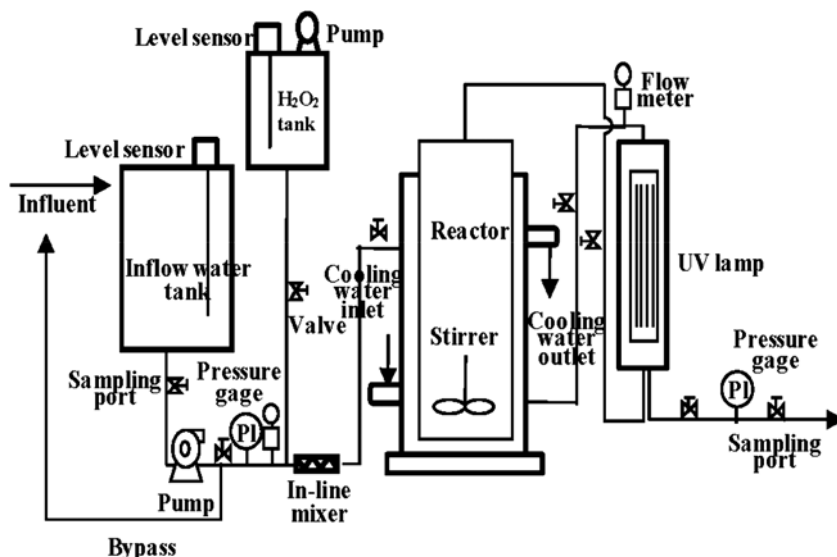 Level sensor
Pump
H₂O₂
tank
Flow
meter
Level sensor
Influent
Inflow water
tank
Reactor
Cooling
water
inlet
Valve
Stirrer
Cooling
water
outlet
UV lamp
Sampling
port
Pressure
gage
PI
Pump
In-line
mixer
Bypass
Pressure
gage
PI
Sampling
port